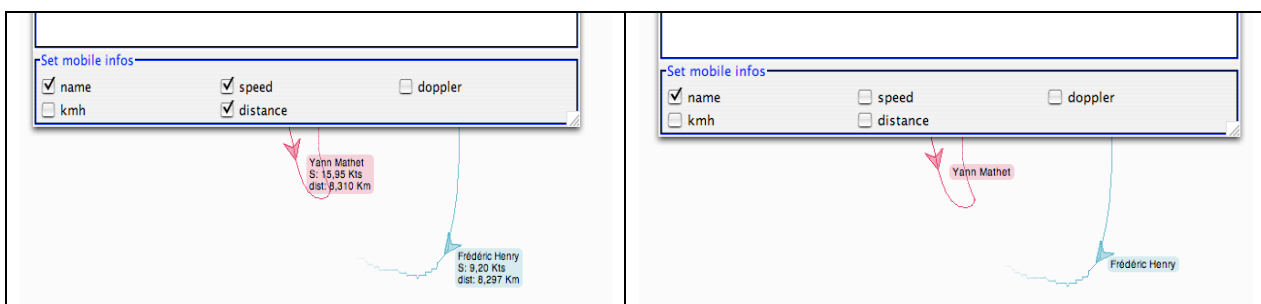 Set mobile infos
name speed doppler
kmh distance
Yann Mathet
S: 15,95 Kts
dist: 8,310 Km
Frédéric Henry
S: 9,20 Kts
dist: 8,297 Km
Set mobile infos
name speed doppler
kmh distance
Yann Mathet
Frédéric Henry